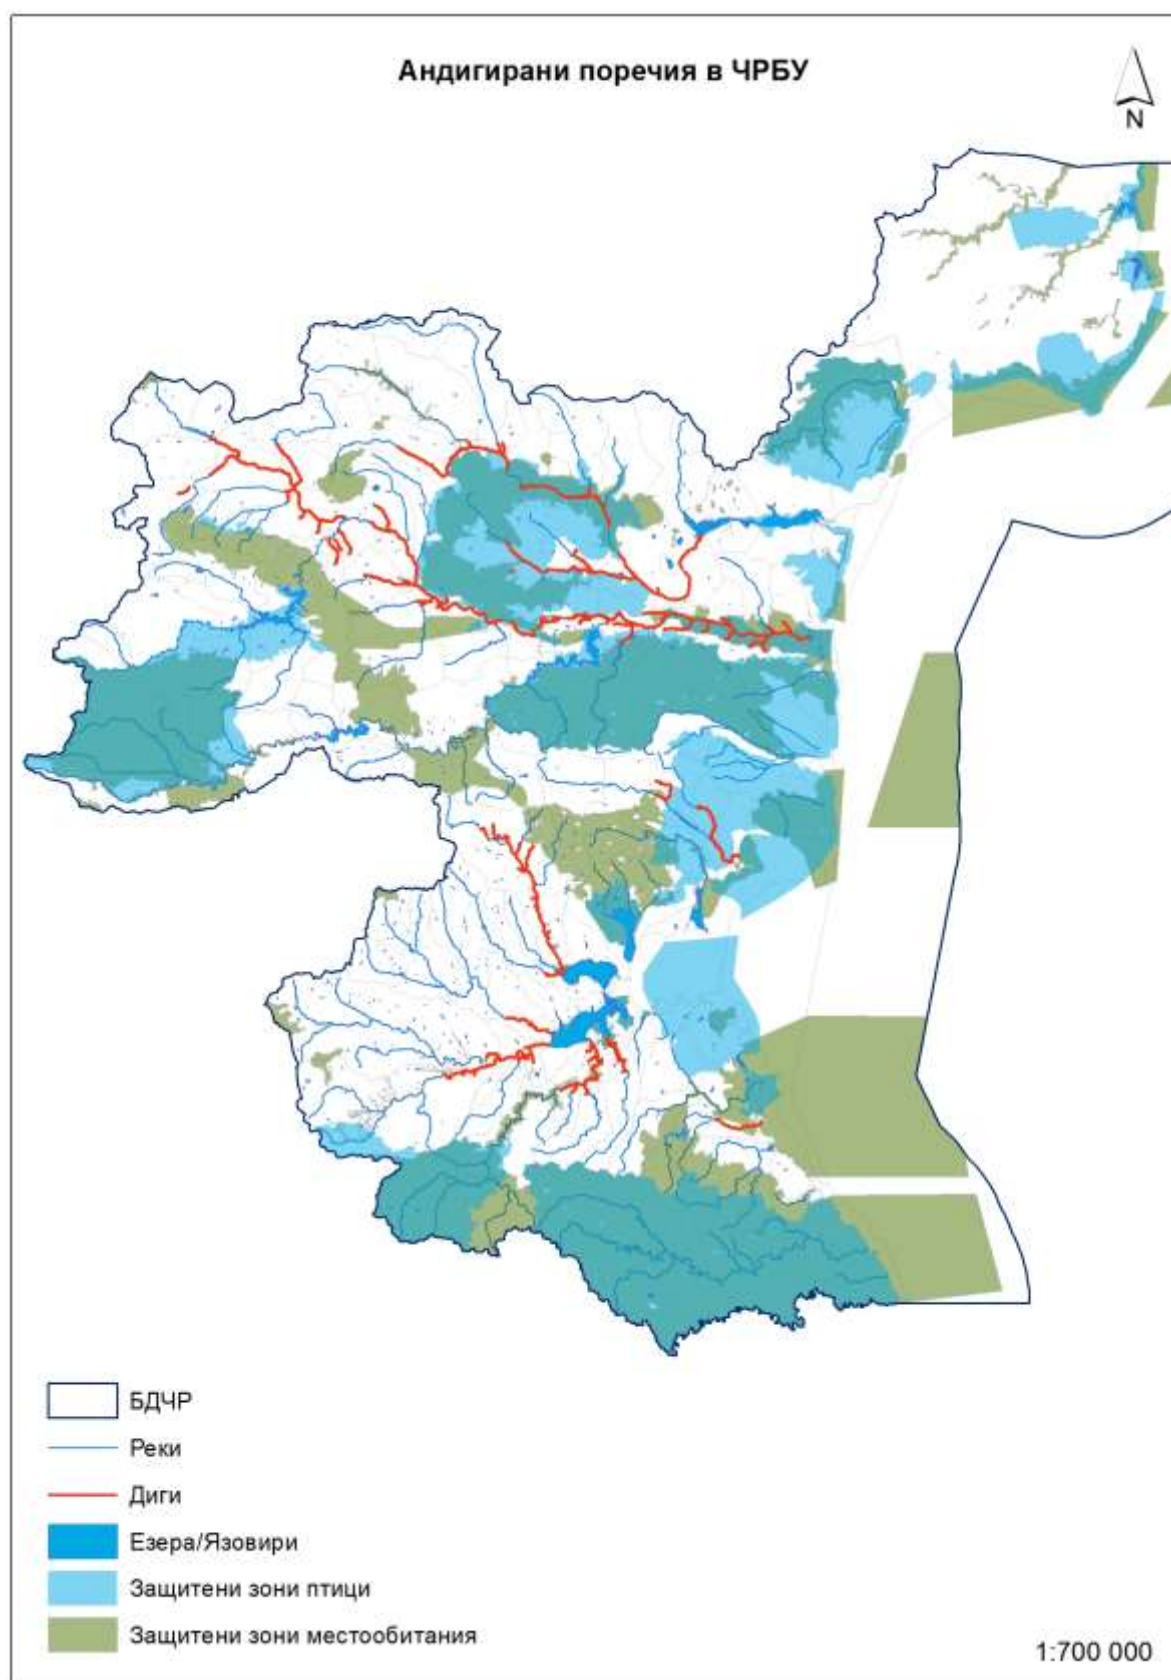 Андигирани поречия в ЧРБУ
N
БДЧР
Реки
Диги
Езера/Язовири
Защитени зони птици
Защитени зони местообитания
1:700 000